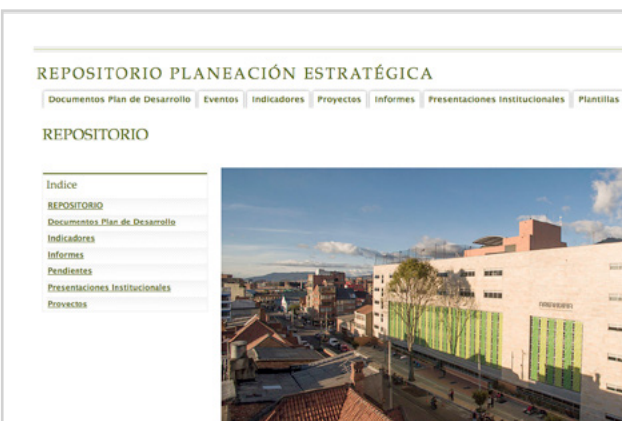 REPOSITORIO PLANEACIÓN ESTRATÉGICA
Documentos Plan de Desarrollo Eventos Indicadores Proyectos Informes Presentaciones Institucionales Plantillas
REPOSITORIO
Indice
REPOSITORIO
Documentos Plan de Desarrollo
Indicadores
Informes
Pendientes
Presentaciones Institucionales
Proyectos